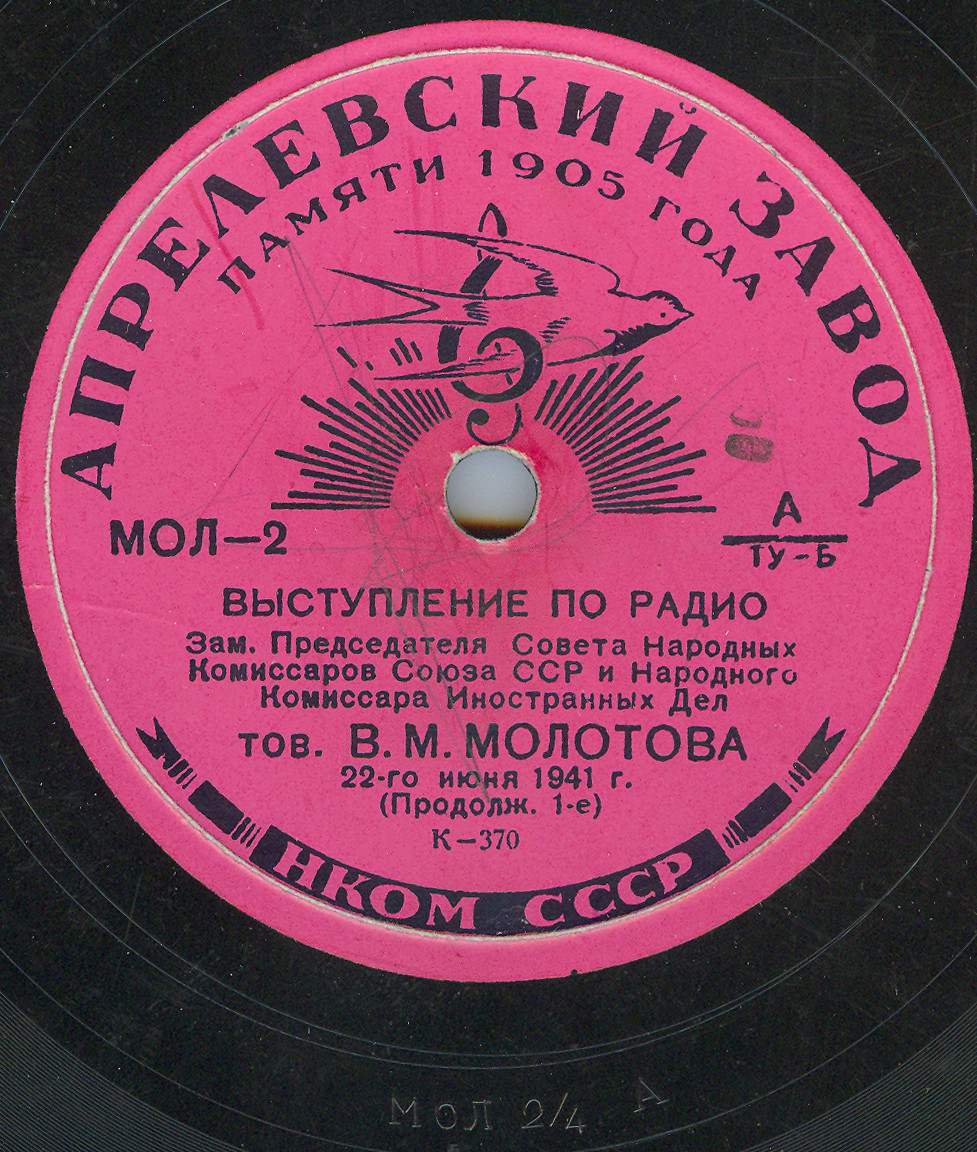 АПРЕЛЕВСКИЙ ЗАВОД
ПАМЯТИ 1905 ГОДА
МОЛ-2
А
ТУ-Б
ВЫСТУПЛЕНИЕ ПО РАДИО
Зам. Председателя Совета Народных
Комиссаров Союза ССР и Народного
Комиссара Иностранных Дел
тов. В. М. МОЛОТОВА
22-го июня 1941 г.
(Продолж. 1-е)
К-370
НКОМ СССР
МОЛ 2/4 А